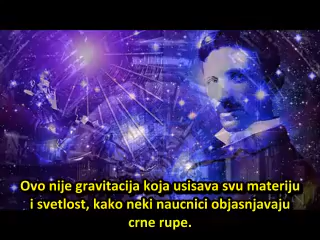 Ovo nije gravitacija koja usisava svu materiju
i svetlost, kako neki naucnici objasnjavaju
crne rupe.